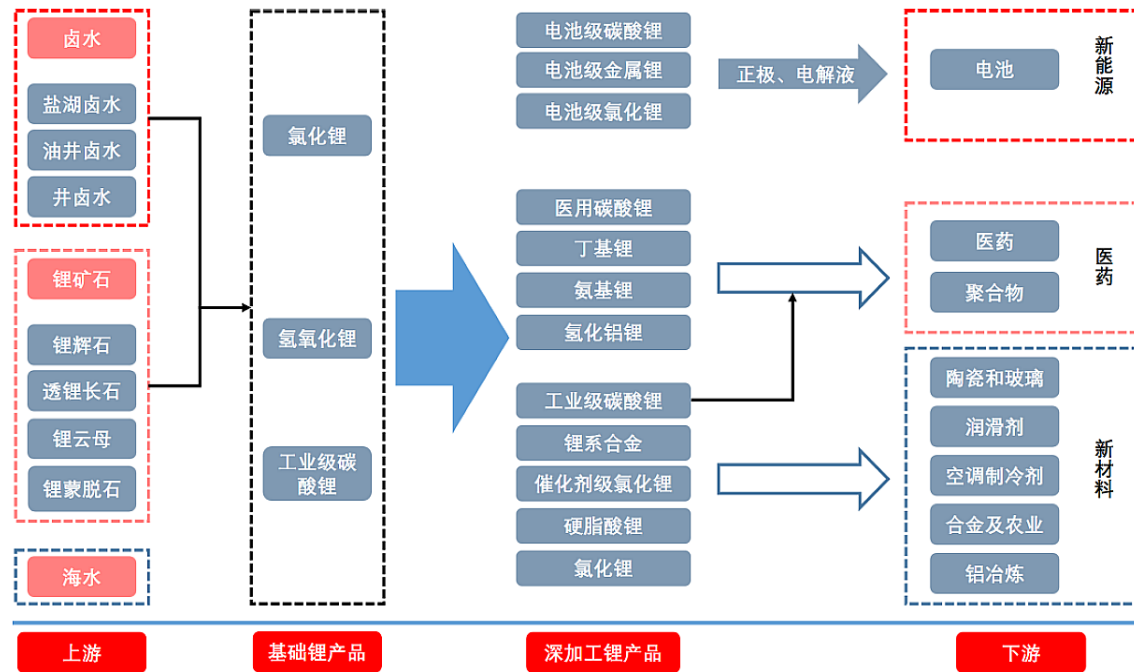 卤水
盐湖卤水
油井卤水
井卤水
锂矿石
锂辉石
透锂长石
锂云母
锂蒙脱石
海水
上游
氯化锂
氢氧化锂
工业级碳
酸锂
基础锂产品
电池级碳酸锂
电池级金属锂
电池级氯化锂
正极、电解液
医用碳酸锂
丁基锂
氨基锂
氢化铝锂
工业级碳酸锂
锂系合金
催化剂级氯化锂
硬脂酸锂
氯化锂
深加工锂产品
电池
新能源
医药
聚合物
医药
陶瓷和玻璃
润滑剂
空调制冷剂
合金及农业
铝冶炼
新材料
下游